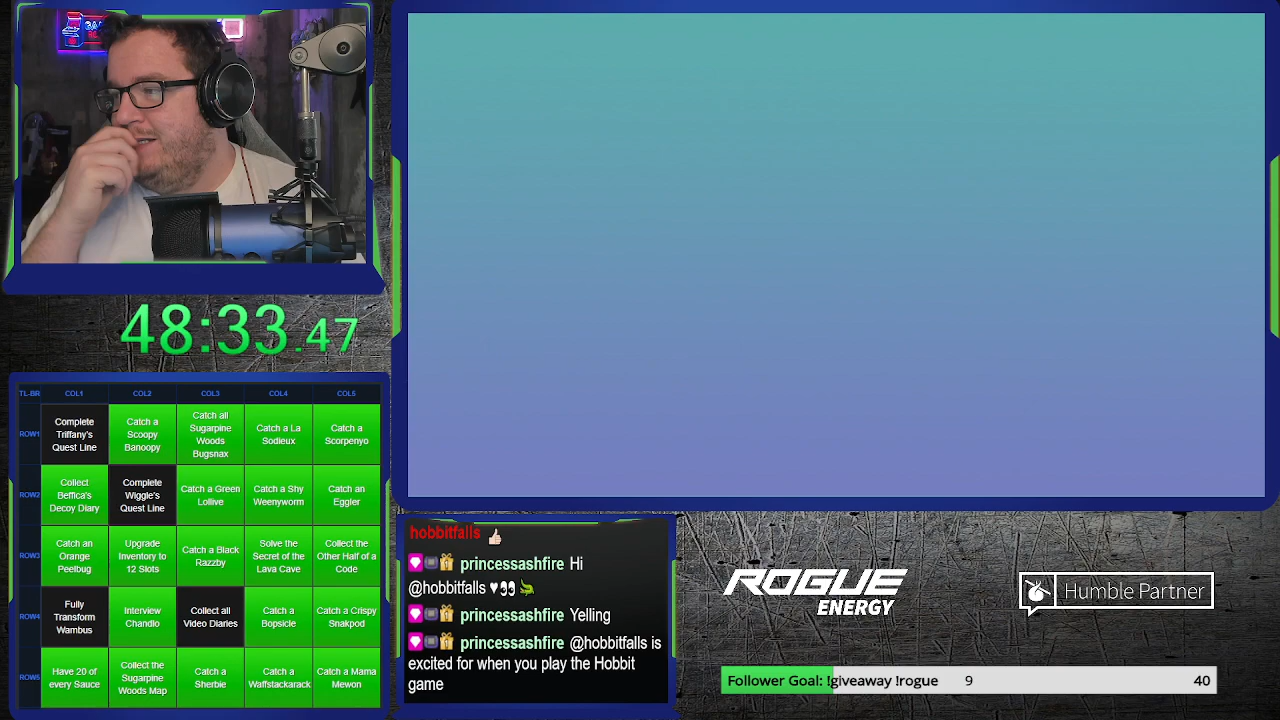 48:33.47
TL-BR COL1 COL2 COL3 COL4 COL5
ROW1
Complete
Triffany's
Quest Line
Catch a
Scoopy
Banoopy
Catch all
Sugarpine
Woods
Bugsnax
Catch a La
Sodieux
Catch a
Scorpenyo
ROW2
Collect
Beffica's
Decoy Diary
Complete
Wiggle's
Quest Line
Catch a Green
Lollive
Catch a Shy
Weenyworm
Catch an
Eggler
ROW3
Catch an
Orange
Peelbug
Upgrade
Inventory to
12 Slots
Catch a Black
Razzby
Solve the
Secret of the
Lava Cave
Collect the
Other Half of a
Code
ROW4
Fully
Transform
Wambus
Interview
Chandlo
Collect all
Video Diaries
Catch a
Bopsicle
Catch a Crispy
Snakpod
ROW5
Have 20 of
every Sauce
Collect the
Sugarpine
Woods Map
Catch a
Sherbie
Catch a
Waffstackarack
Catch a Mama
Mewon
hobbitfalls
princessashfire Hi
@hobbitfalls
princessashfire Yelling
princessashfire @hobbitfalls is
excited for when you play the Hobbit
game
ROGUE
ENERGY
Humble Partner
Follower Goal: !giveaway !rogue 9 40